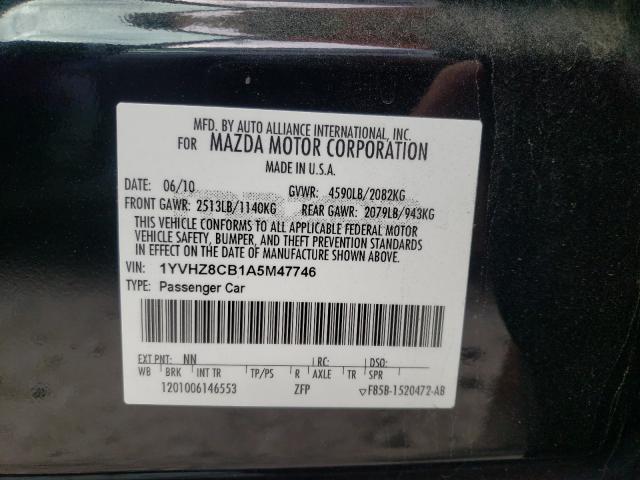 MFD. BY AUTO ALLIANCE INTERNATIONAL, INC.
FOR MAZDA MOTOR CORPORATION
MADE IN U.S.A.
DATE: 06/10 GVWR: 4590LB/2082KG
FRONT GAWR: 2513LB/1140KG REAR GAWR: 2079LB/943KG
THIS VEHICLE CONFORMS TO ALL APPLICABLE FEDERAL MOTOR
VEHICLE SAFETY, BUMPER, AND THEFT PREVENTION STANDARDS
IN EFFECT ON THE DATE OF MANUFACTURE SHOWN ABOVE.
VIN: 1YVHZ8CB1A5M47746
TYPE: Passenger Car
EXT PNT: NN RC: DSO:
WB BRK INT TR TP/PS R AXLE TR SPR
1201006146553 ZFP ▽F85B-1520472-AB